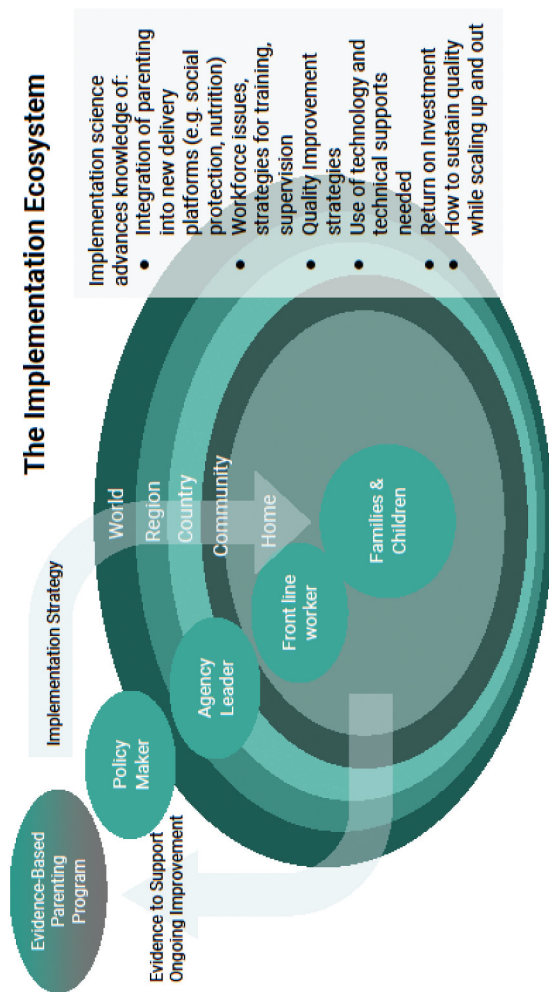 The Implementation Ecosystem
Evidence-Based
Parenting
Program
Implementation Strategy
Policy
Maker
Agency
Leader
Front line
worker
Families &
Children
World
Region
Country
Community
Home
Evidence to Support
Ongoing Improvement
Implementation science
advances knowledge of:
● Integration of parenting
into new delivery
platforms (e.g. social
protection, nutrition)
● Workforce issues,
strategies for training,
supervision
● Quality Improvement
strategies
● Use of technology and
technical supports
needed
● Return on Investment
● How to sustain quality
while scaling up and out